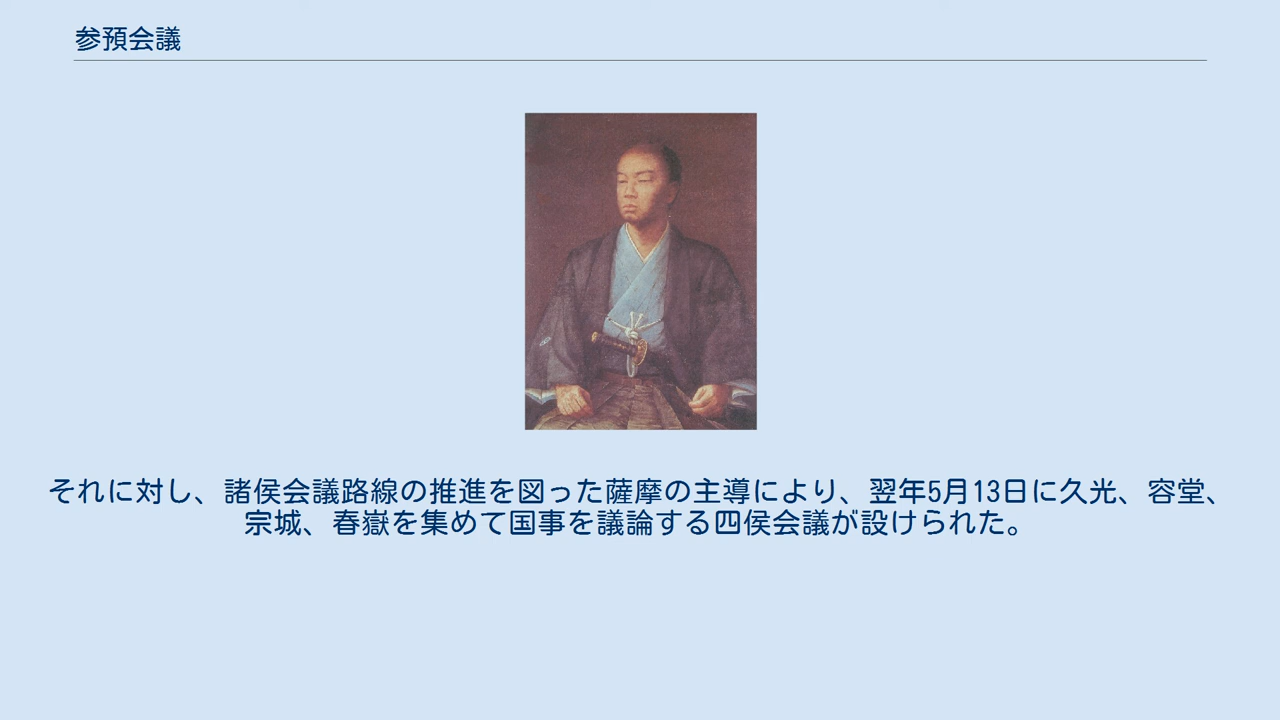 参預会議
それに対し、諸侯会議路線の推進を図った薩摩の主導により、翌年5月13日に久光、容堂、
宗城、春嶽を集めて国事を議論する四侯会議が設けられた。